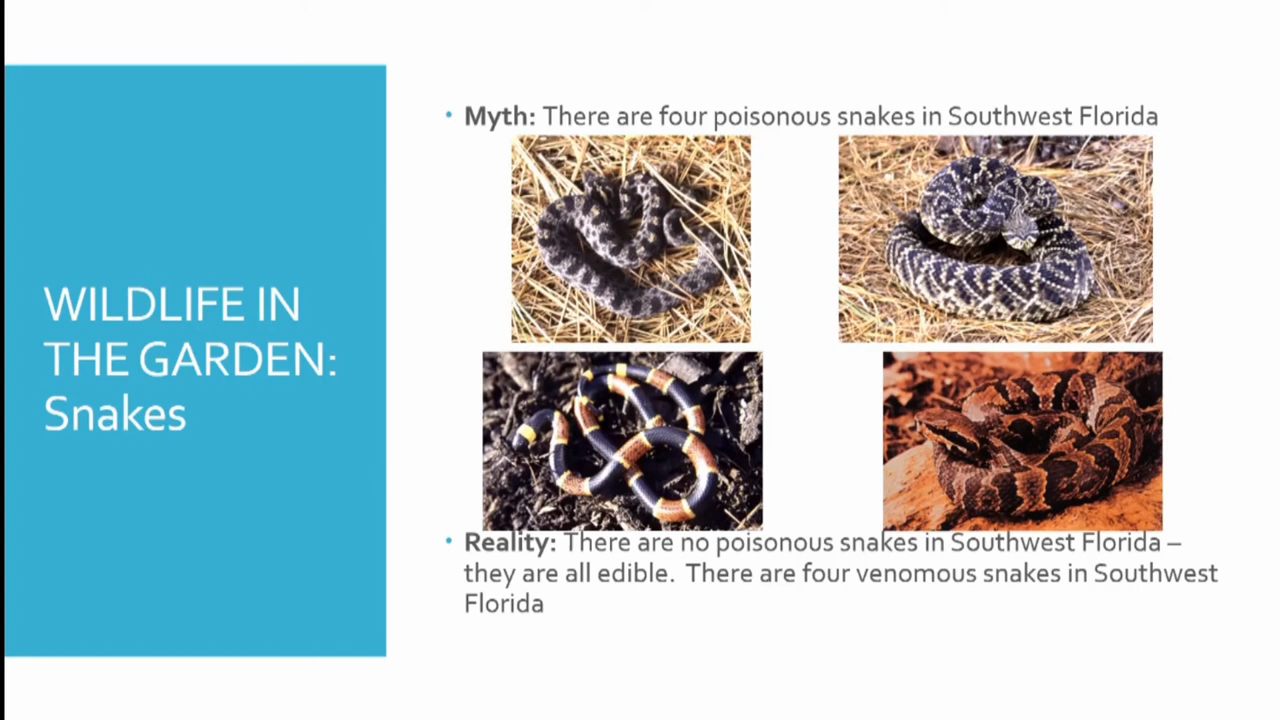 WILDLIFE IN
THE GARDEN:
Snakes
• Myth: There are four poisonous snakes in Southwest Florida
• Reality: There are no poisonous snakes in Southwest Florida –
they are all edible.  There are four venomous snakes in Southwest
Florida